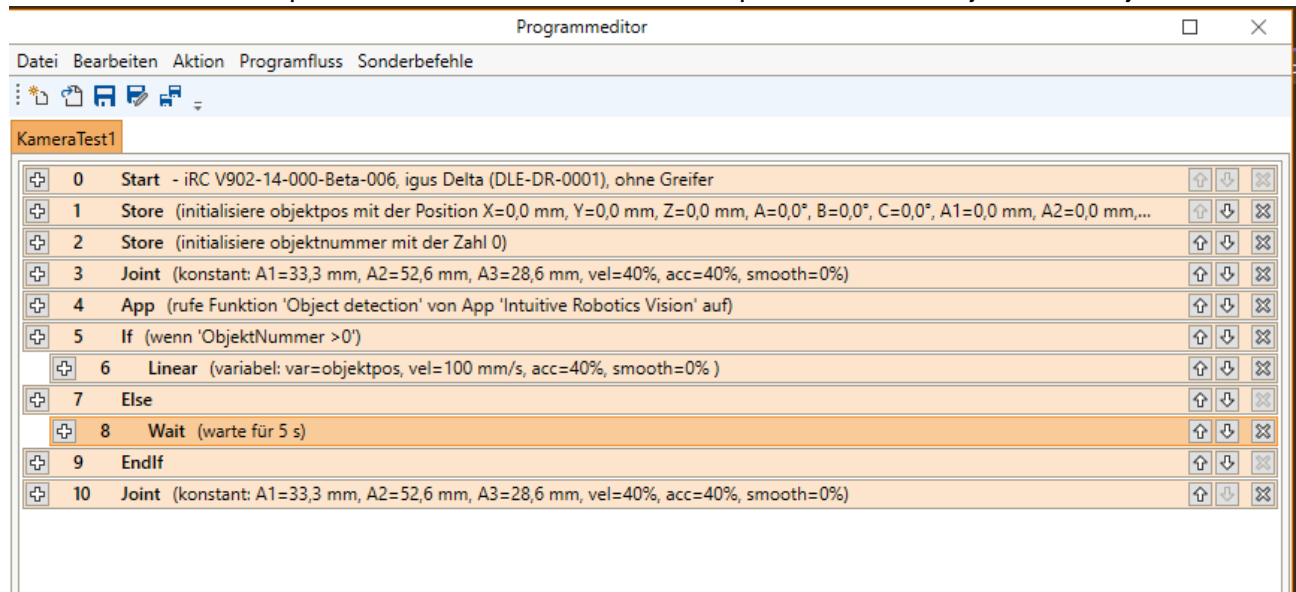 Programmeditor
Datei Bearbeiten Aktion Programfluss Sonderbefehle
KameraTest1
0 Start - iRC V902-14-000-Beta-006, igus Delta (DLE-DR-0001), ohne Greifer
1 Store (initialisiere objektpos mit der Position X=0,0 mm, Y=0,0 mm, Z=0,0 mm, A=0,0°, B=0,0°, C=0,0°, A1=0,0 mm, A2=0,0 mm,...
2 Store (initialisiere objektnummer mit der Zahl 0)
3 Joint (konstant: A1=33,3 mm, A2=52,6 mm, A3=28,6 mm, vel=40%, acc=40%, smooth=0%)
4 App (rufe Funktion 'Object detection' von App 'Intuitive Robotics Vision' auf)
5 If (wenn 'ObjektNummer >0')
6 Linear (variabel: var=objektpos, vel=100 mm/s, acc=40%, smooth=0% )
7 Else
8 Wait (warte für 5 s)
9 EndIf
10 Joint (konstant: A1=33,3 mm, A2=52,6 mm, A3=28,6 mm, vel=40%, acc=40%, smooth=0%)